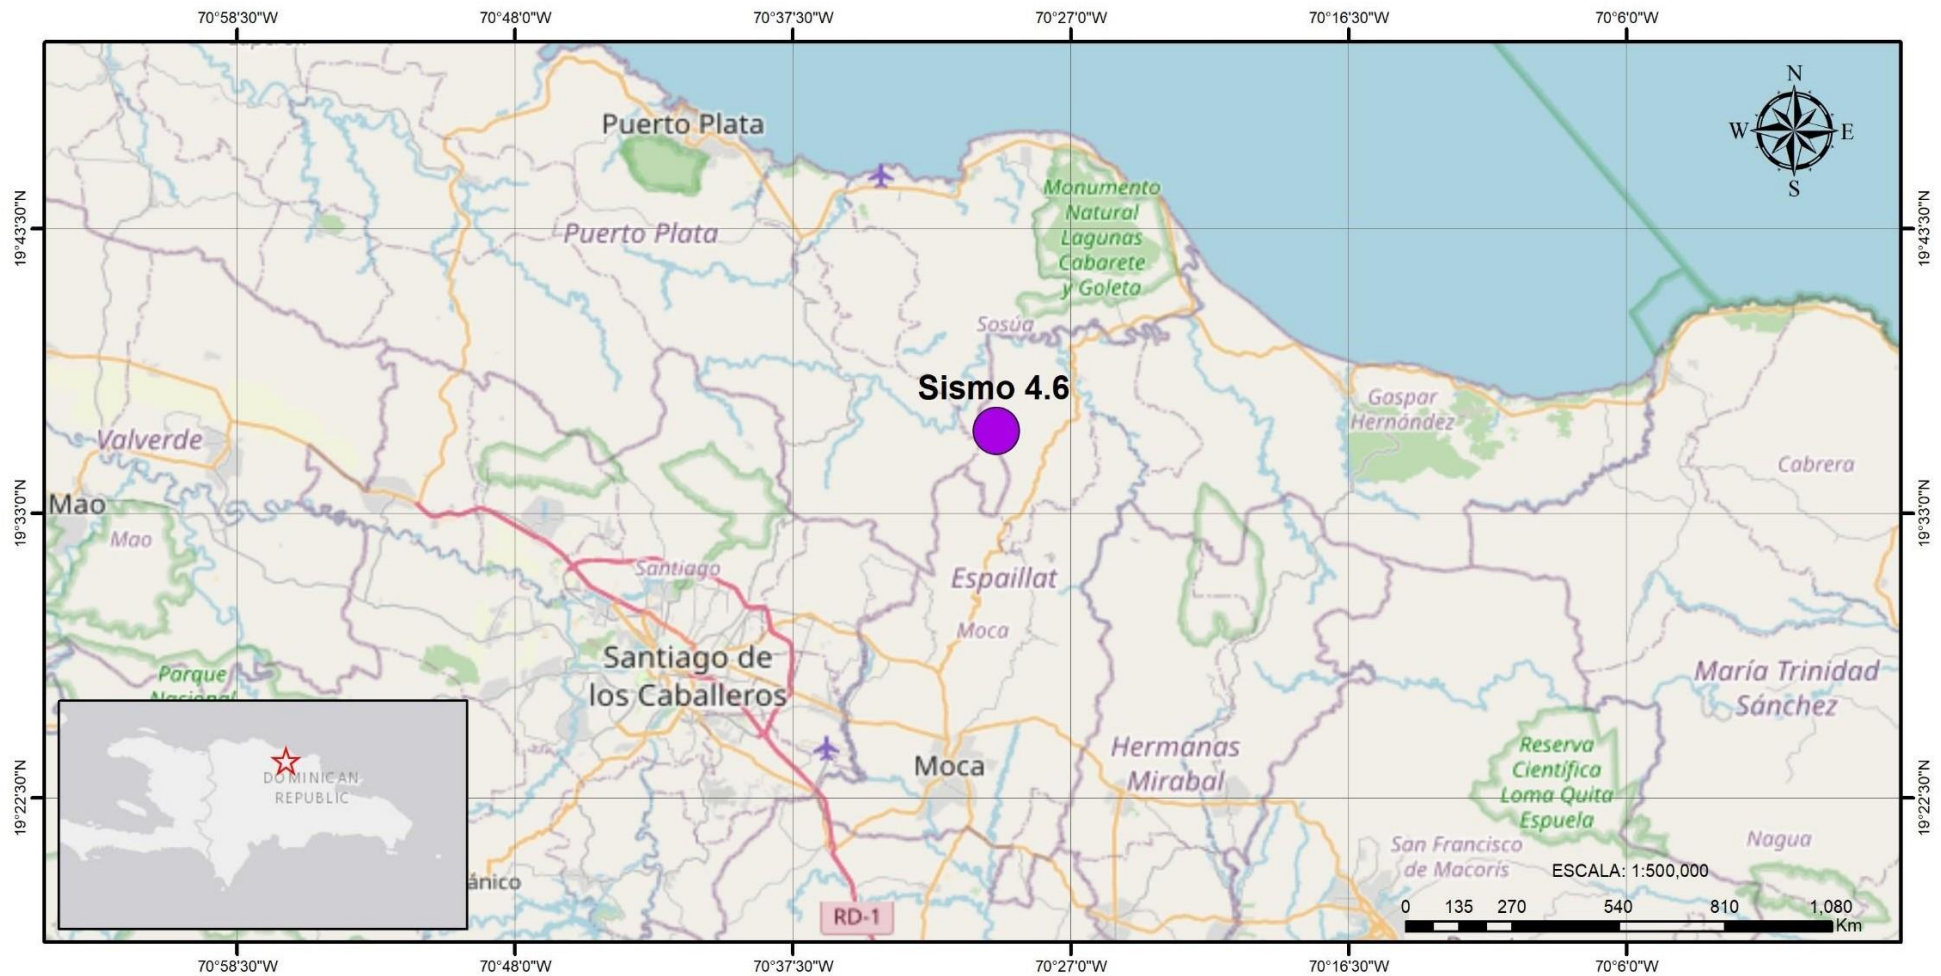 70°58'30"W
70°48'0"W
70°37'30"W
70°27'0"W
70°16'30"W
70°6'0"W
N
W
E
S
Puerto Plata
Monumento
Natural
Lagunas
Cabarete
y Goleta
19°43'30"N
19°43'30"N
Puerto Plata
Sosúa
Sismo 4.6
Gaspar
Hernández
Valverde
Cabrera
Mao
19°33'0"N
19°33'0"N
Mao
Santiago
Espaillat
Moca
Santiago de
los Caballeros
María Trinidad
Sánchez
Parque
Nacional
Hermanas
Mirabal
Moca
Reserva
Científica
Loma Quita
Espuela
DOMINICAN
REPUBLIC
19°22'30"N
19°22'30"N
San Francisco
de Macorís
Nagua
ESCALA: 1:500,000
ánico
RD-1
0 135 270 540 810 1,080
Km
70°58'30"W
70°48'0"W
70°37'30"W
70°27'0"W
70°16'30"W
70°6'0"W